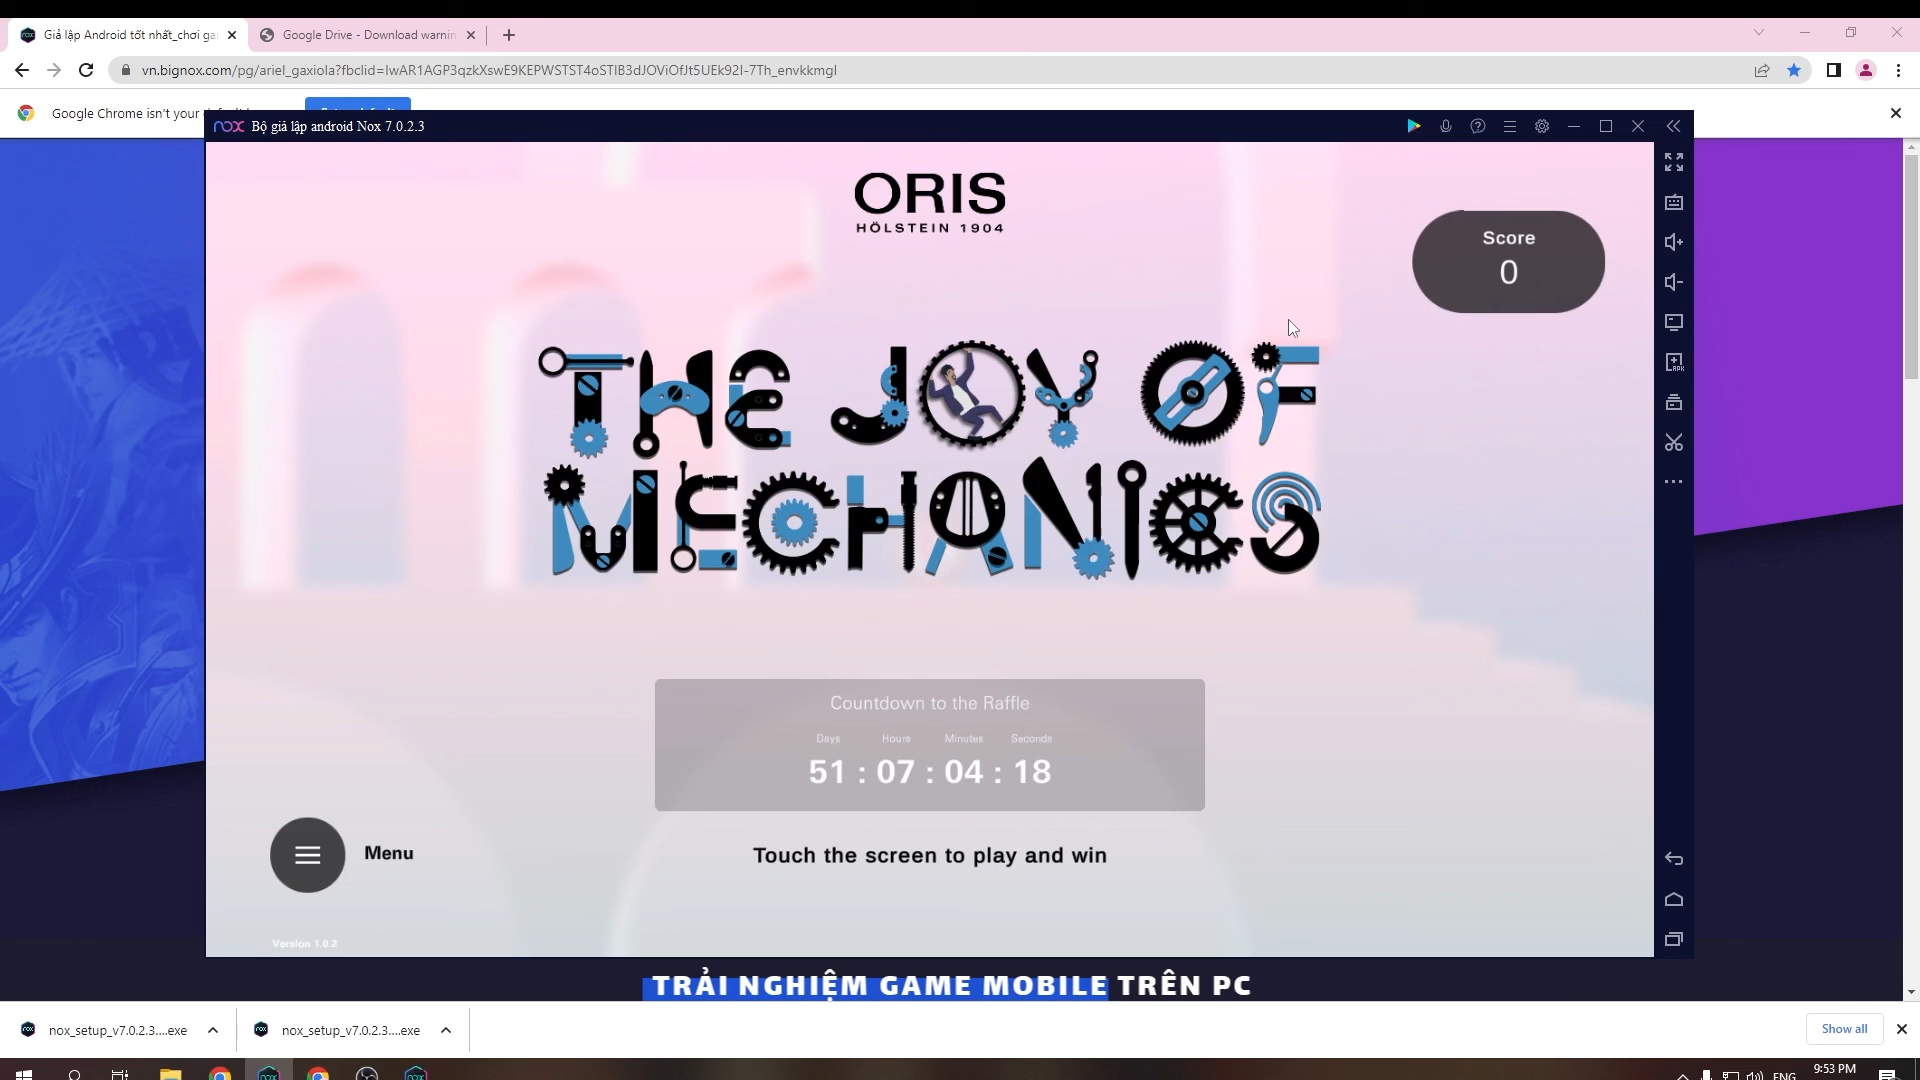 Giả lập Android tốt nhất_chơi ga
Google Drive - Download warnin
vn.bignox.com/pg/ariel_gaxiola?fbclid=IwAR1AGP3qzkXswE9KEPWSTST4oSTIB3dJOViOfJt5UEk92I-7Th_envkkmgI
Google Chrome isn't your
nox Bộ giả lập android Nox 7.0.2.3
ORIS
HÖLSTEIN 1904
Score
0
THE JOY OF
MECHANICS
Countdown to the Raffle
Days Hours Minutes Seconds
51 : 07 : 04 : 18
Menu
Touch the screen to play and win
Version 1.0.2
TRẢI NGHIỆM GAME MOBILE TRÊN PC
nox_setup_v7.0.2.3....exe
nox_setup_v7.0.2.3....exe
Show all
ENG
9:53 PM